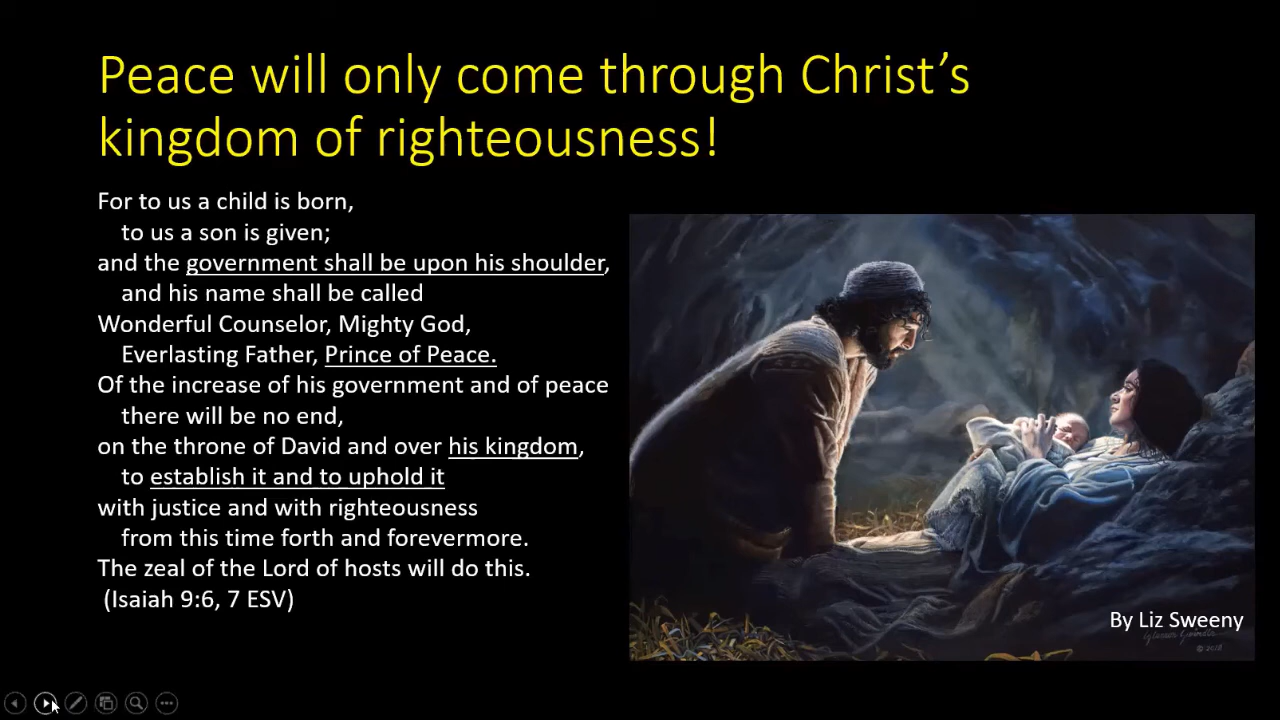 Peace will only come through Christ's
kingdom of righteousness!
For to us a child is born,
to us a son is given;
and the government shall be upon his shoulder,
and his name shall be called
Wonderful Counselor, Mighty God,
Everlasting Father, Prince of Peace.
Of the increase of his government and of peace
there will be no end,
on the throne of David and over his kingdom,
to establish it and to uphold it
with justice and with righteousness
from this time forth and forevermore.
The zeal of the Lord of hosts will do this.
(Isaiah 9:6, 7 ESV)
By Liz Sweeny